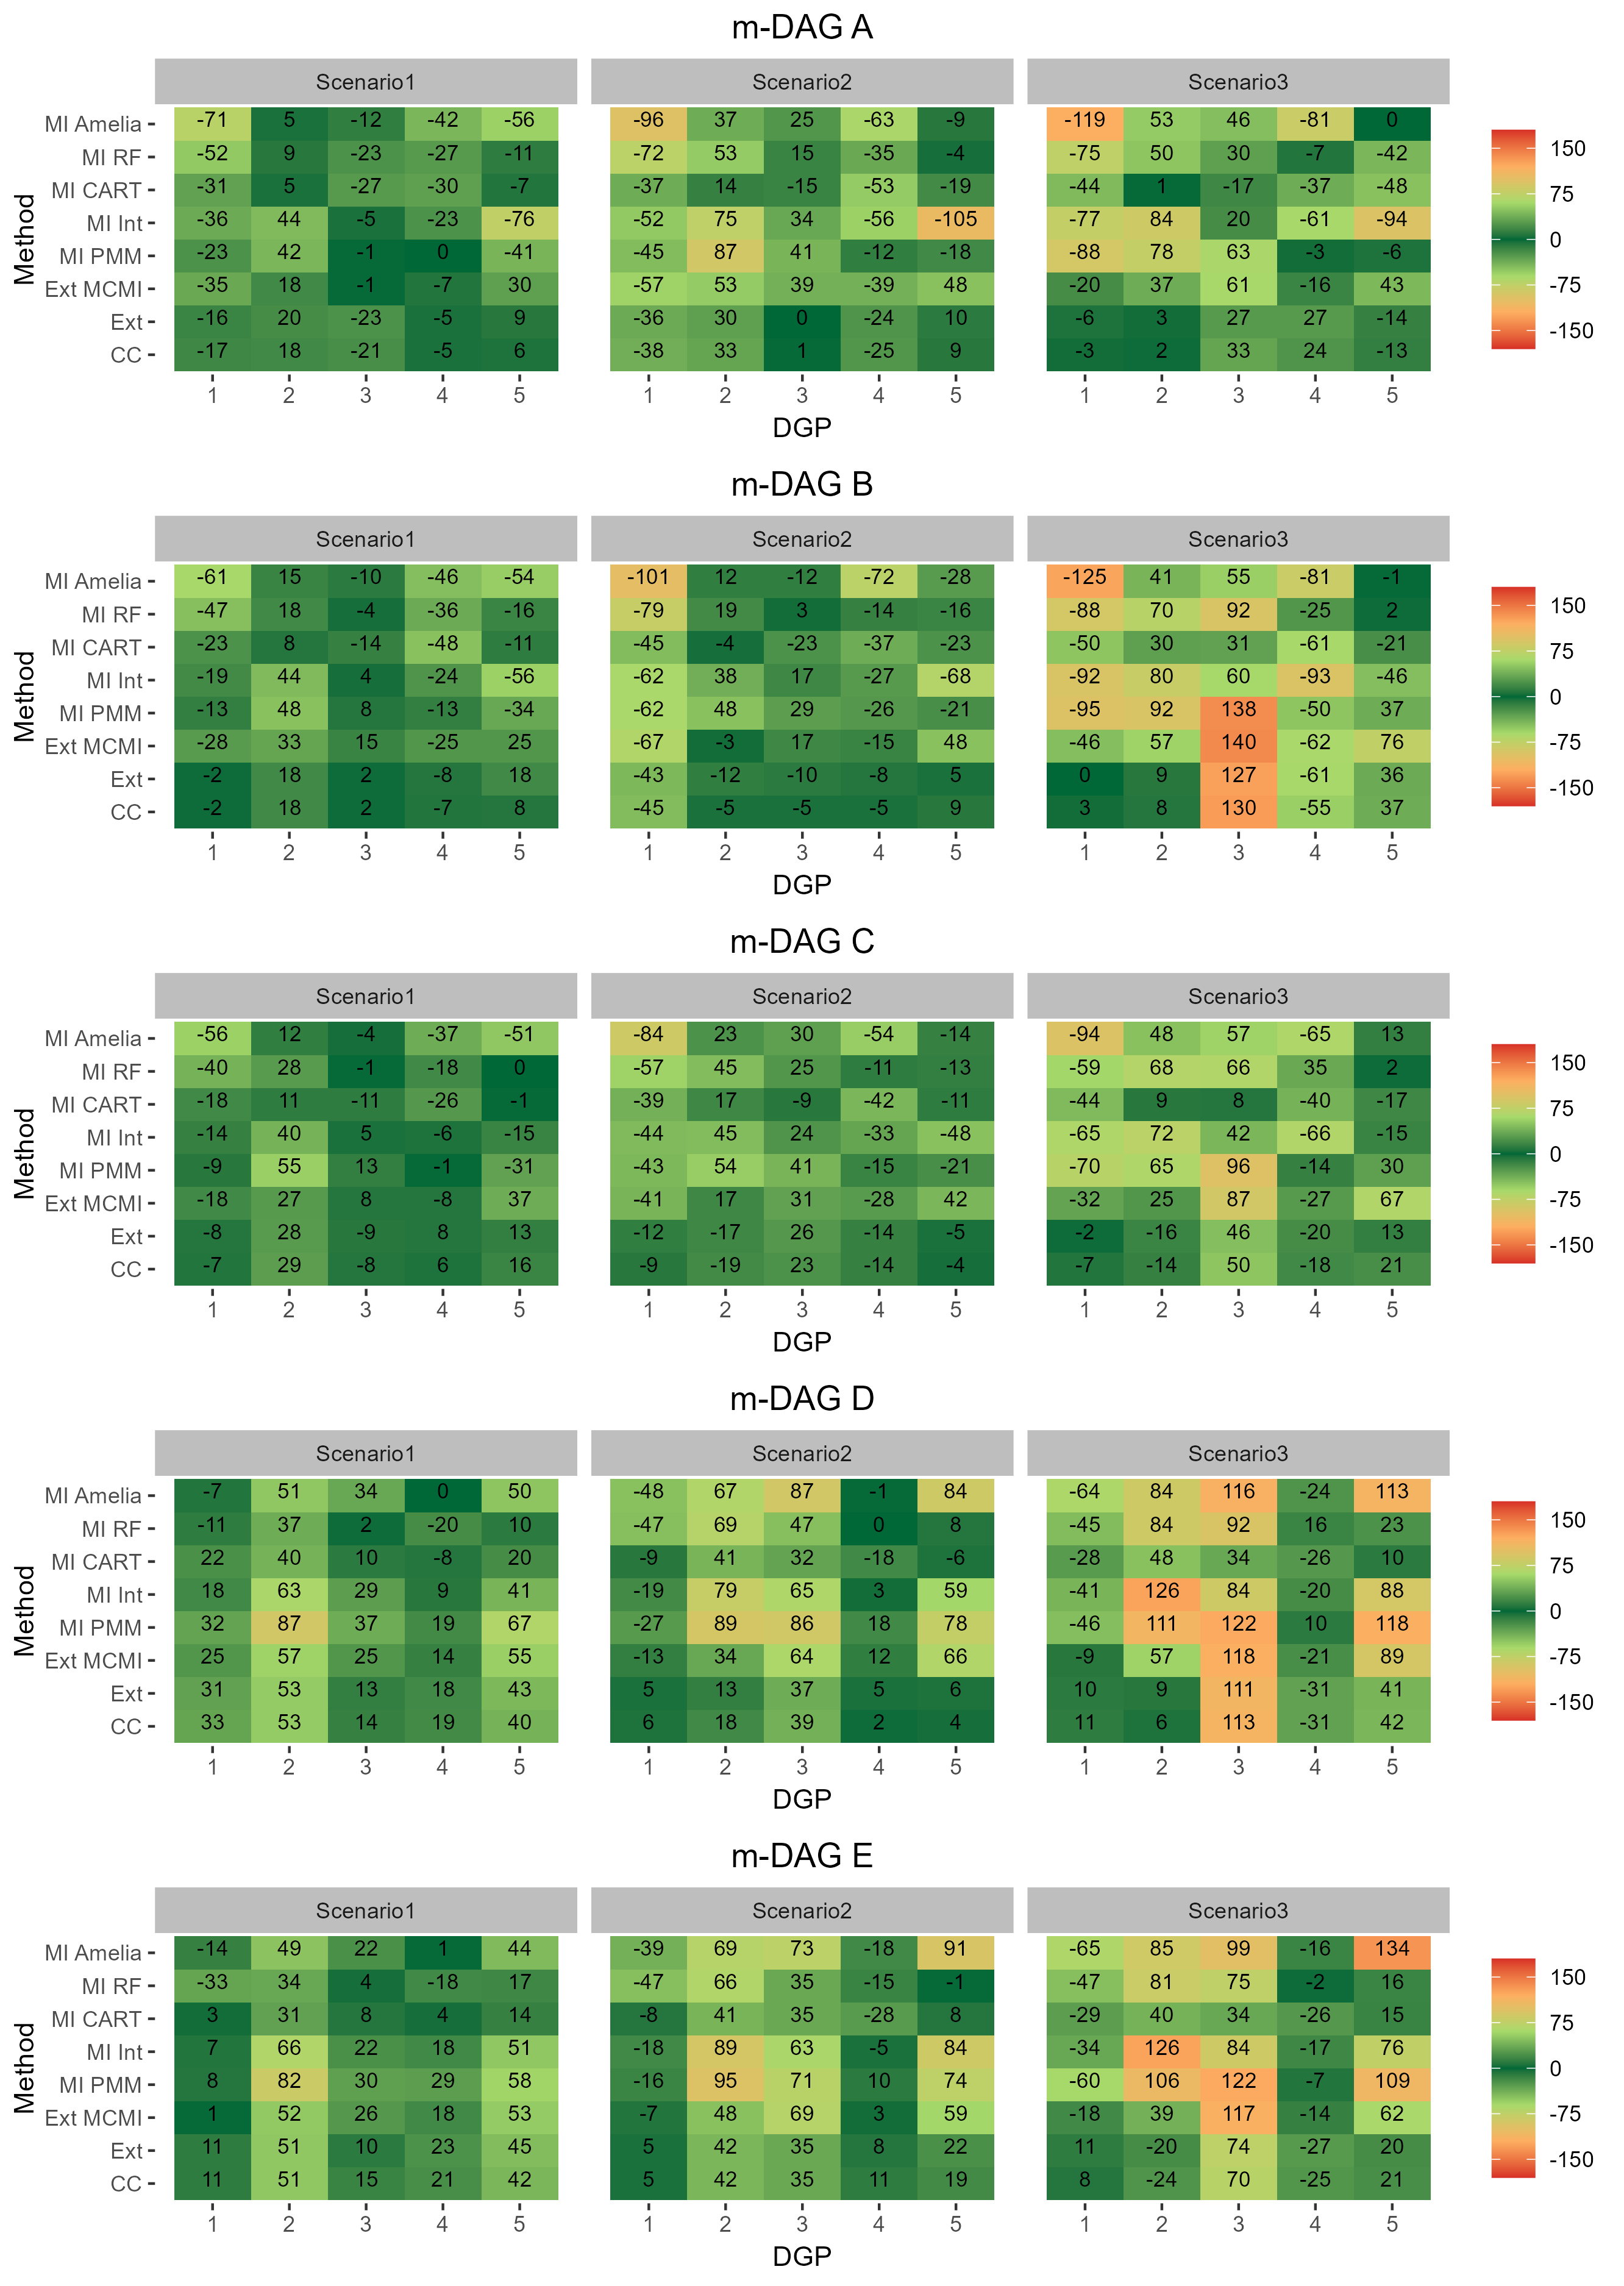 m-DAG A
Scenario1 Scenario2 Scenario3
MI Amelia -71 5 -12 -42 -56 -96 37 25 -63 -9 -119 53 46 -81 0
MI RF -52 9 -23 -27 -11 -72 53 15 -35 -4 -75 50 30 -7 -42
MI CART -31 5 -27 -30 -7 -37 14 -15 -53 -19 -44 1 -17 -37 -48
MI Int -36 44 -5 -23 -76 -52 75 34 -56 -105 -77 84 20 -61 -94
MI PMM -23 42 -1 0 -41 -45 87 41 -12 -18 -88 78 63 -3 -6
Ext MCMI -35 18 -1 -7 30 -57 53 39 -39 48 -20 37 61 -16 43
Ext -16 20 -23 -5 9 -36 30 0 -24 10 -6 3 27 27 -14
CC -17 18 -21 -5 6 -38 33 1 -25 9 -3 2 33 24 -13
1 2 3 4 5 1 2 3 4 5 1 2 3 4 5
DGP
Method
150
75
0
-75
-150
m-DAG B
Scenario1 Scenario2 Scenario3
MI Amelia -61 15 -10 -46 -54 -101 12 -12 -72 -28 -125 41 55 -81 -1
MI RF -47 18 -4 -36 -16 -79 19 3 -14 -16 -88 70 92 -25 2
MI CART -23 8 -14 -48 -11 -45 -4 -23 -37 -23 -50 30 31 -61 -21
MI Int -19 44 4 -24 -56 -62 38 17 -27 -68 -92 80 60 -93 -46
MI PMM -13 48 8 -13 -34 -62 48 29 -26 -21 -95 92 138 -50 37
Ext MCMI -28 33 15 -25 25 -67 -3 17 -15 48 -46 57 140 -62 76
Ext -2 18 2 -8 18 -43 -12 -10 -8 5 0 9 127 -61 36
CC -2 18 2 -7 8 -45 -5 -5 -5 9 3 8 130 -55 37
1 2 3 4 5 1 2 3 4 5 1 2 3 4 5
DGP
Method
150
75
0
-75
-150
m-DAG C
Scenario1 Scenario2 Scenario3
MI Amelia -56 12 -4 -37 -51 -84 23 30 -54 -14 -94 48 57 -65 13
MI RF -40 28 -1 -18 0 -57 45 25 -11 -13 -59 68 66 35 2
MI CART -18 11 -11 -26 -1 -39 17 -9 -42 -11 -44 9 8 -40 -17
MI Int -14 40 5 -6 -15 -44 45 24 -33 -48 -65 72 42 -66 -15
MI PMM -9 55 13 -1 -31 -43 54 41 -15 -21 -70 65 96 -14 30
Ext MCMI -18 27 8 -8 37 -41 17 31 -28 42 -32 25 87 -27 67
Ext -8 28 -9 8 13 -12 -17 26 -14 -5 -2 -16 46 -20 13
CC -7 29 -8 6 16 -9 -19 23 -14 -4 -7 -14 50 -18 21
1 2 3 4 5 1 2 3 4 5 1 2 3 4 5
DGP
Method
150
75
0
-75
-150
m-DAG D
Scenario1 Scenario2 Scenario3
MI Amelia -7 51 34 0 50 -48 67 87 -1 84 -64 84 116 -24 113
MI RF -11 37 2 -20 10 -47 69 47 0 8 -45 84 92 16 23
MI CART 22 40 10 -8 20 -9 41 32 -18 -6 -28 48 34 -26 10
MI Int 18 63 29 9 41 -19 79 65 3 59 -41 126 84 -20 88
MI PMM 32 87 37 19 67 -27 89 86 18 78 -46 111 122 10 118
Ext MCMI 25 57 25 14 55 -13 34 64 12 66 -9 57 118 -21 89
Ext 31 53 13 18 43 5 13 37 5 6 10 9 111 -31 41
CC 33 53 14 19 40 6 18 39 2 4 11 6 113 -31 42
1 2 3 4 5 1 2 3 4 5 1 2 3 4 5
DGP
Method
150
75
0
-75
-150
m-DAG E
Scenario1 Scenario2 Scenario3
MI Amelia -14 49 22 1 44 -39 69 73 -18 91 -65 85 99 -16 134
MI RF -33 34 4 -18 17 -47 66 35 -15 -1 -47 81 75 -2 16
MI CART 3 31 8 4 14 -8 41 35 -28 8 -29 40 34 -26 15
MI Int 7 66 22 18 51 -18 89 63 -5 84 -34 126 84 -17 76
MI PMM 8 82 30 29 58 -16 95 71 10 74 -60 106 122 -7 109
Ext MCMI 1 52 26 18 53 -7 48 69 3 59 -18 39 117 -14 62
Ext 11 51 10 23 45 5 42 35 8 22 11 -20 74 -27 20
CC 11 51 15 21 42 5 42 35 11 19 8 -24 70 -25 21
1 2 3 4 5 1 2 3 4 5 1 2 3 4 5
DGP
Method
150
75
0
-75
-150